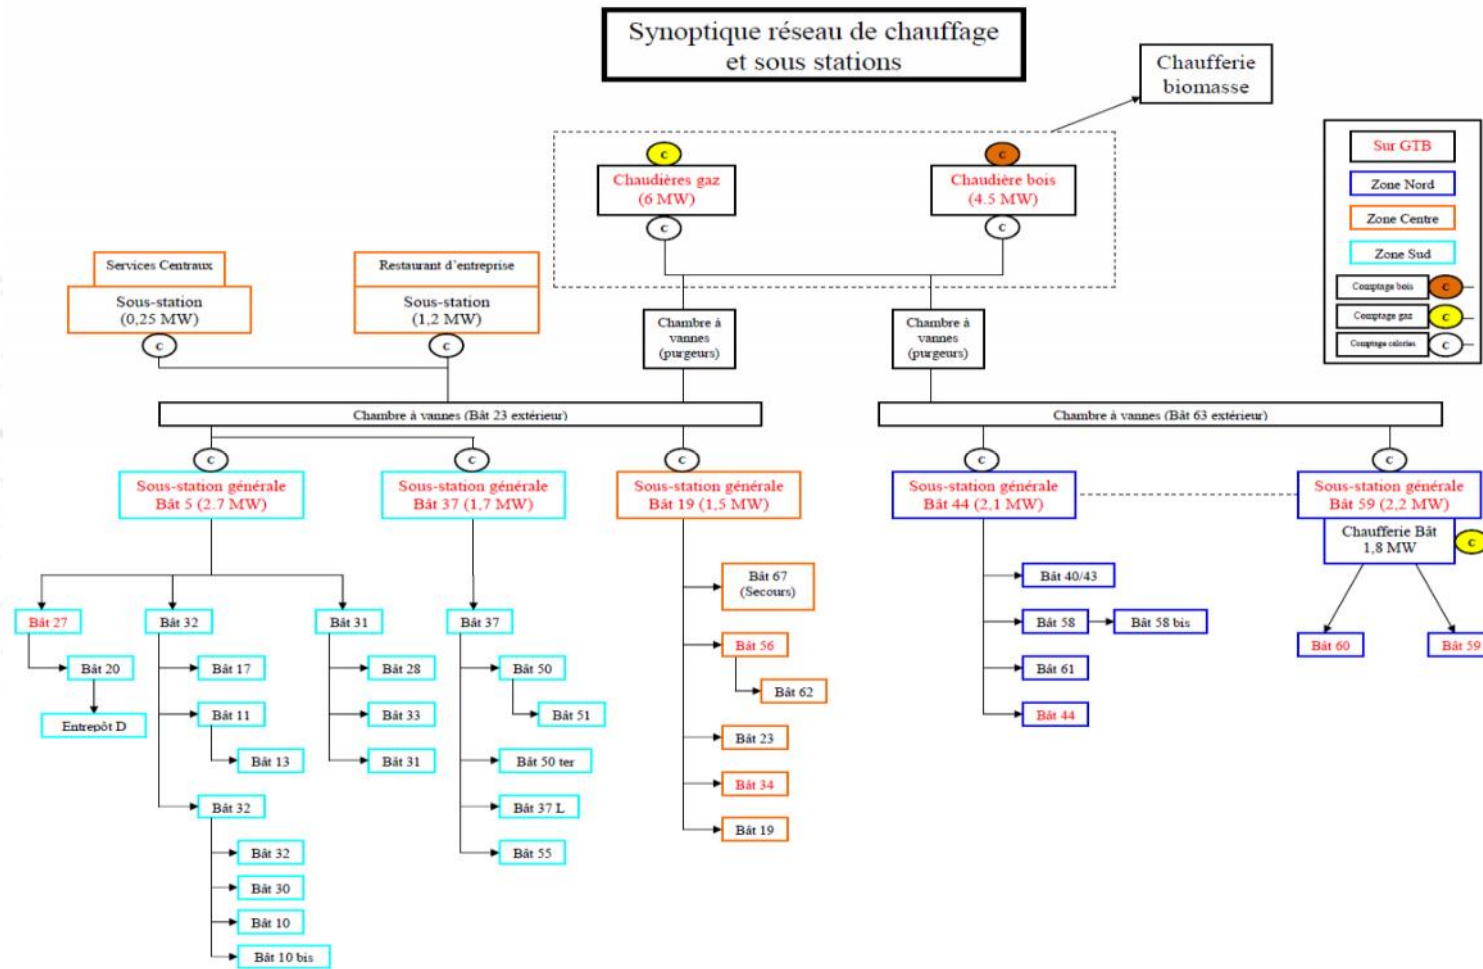 Synoptique réseau de chauffage
et sous stations
Chaufferie
biomasse
C
C
Chaudières gaz
(6 MW)
Chaudière bois
(4.5 MW)
C
C
Sur GTB
Zone Nord
Zone Centre
Zone Sud
Comptage bois
C
Comptage gaz
C
Comptage calories
C
Services Centraux
Sous-station
(0,25 MW)
C
Restaurant d'entreprise
Sous-station
(1,2 MW)
C
Chambre à
vannes
(purgeurs)
Chambre à
vannes
(purgeurs)
Chambre à vannes (Bât 23 extérieur)
Chambre à vannes (Bât 63 extérieur)
C
C
C
C
C
Sous-station générale
Bât 5 (2.7 MW)
Sous-station générale
Bât 37 (1,7 MW)
Sous-station générale
Bât 19 (1,5 MW)
Sous-station générale
Bât 44 (2,1 MW)
Sous-station générale
Bât 59 (2,2 MW)
Chaufferie Bât
1,8 MW
C
Bât 27
Bât 20
Entrepôt D
Bât 32
Bât 17
Bât 11
Bât 13
Bât 32
Bât 32
Bât 30
Bât 10
Bât 10 bis
Bât 31
Bât 28
Bât 33
Bât 31
Bât 37
Bât 50
Bât 51
Bât 50 ter
Bât 37 L
Bât 55
Bât 67
(Secours)
Bât 56
Bât 62
Bât 23
Bât 34
Bât 19
Bât 40/43
Bât 58
Bât 58 bis
Bât 61
Bât 44
Bât 60
Bât 59